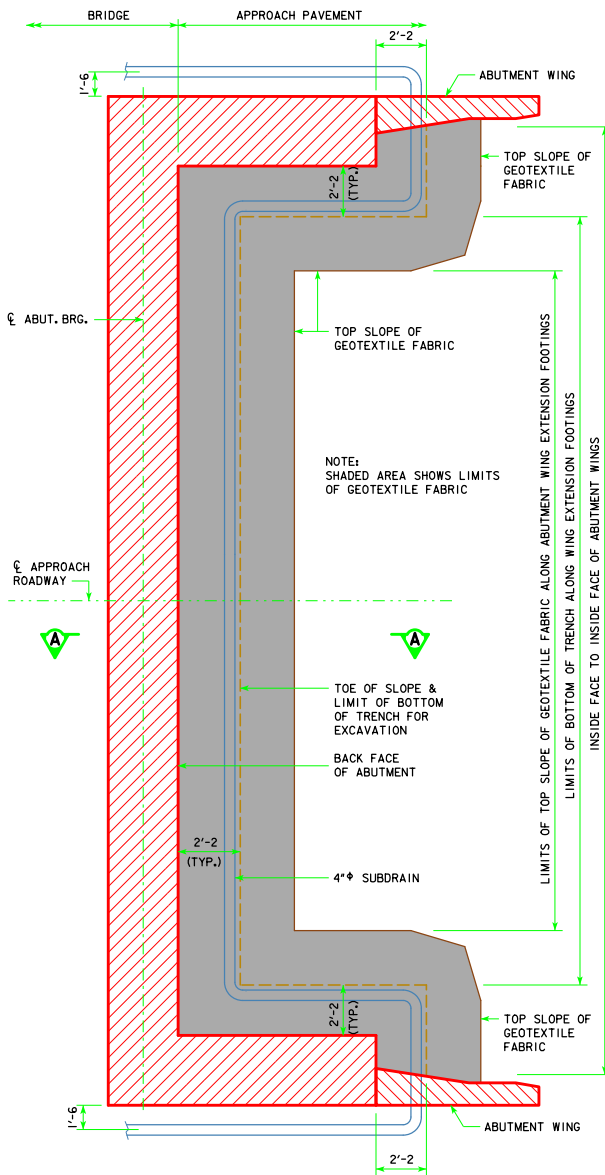 BRIDGE
APPROACH PAVEMENT
2'-2
1'-6
ABUTMENT WING
TOP SLOPE OF
GEOTEXTILE
FABRIC
2'-2
(TYP.)
℄ ABUT. BRG.
TOP SLOPE OF
GEOTEXTILE FABRIC
NOTE:
SHADED AREA SHOWS LIMITS
OF GEOTEXTILE FABRIC
LIMITS OF TOP SLOPE OF GEOTEXTILE FABRIC ALONG ABUTMENT WING EXTENSION FOOTINGS
LIMITS OF BOTTOM OF TRENCH ALONG WING EXTENSION FOOTINGS
INSIDE FACE TO INSIDE FACE OF ABUTMENT WINGS
℄ APPROACH
ROADWAY
A
A
TOE OF SLOPE &
LIMIT OF BOTTOM
OF TRENCH FOR
EXCAVATION
BACK FACE
OF ABUTMENT
2'-2
(TYP.)
4"Φ SUBDRAIN
2'-2
(TYP.)
TOP SLOPE OF
GEOTEXTILE
FABRIC
1'-6
ABUTMENT WING
2'-2